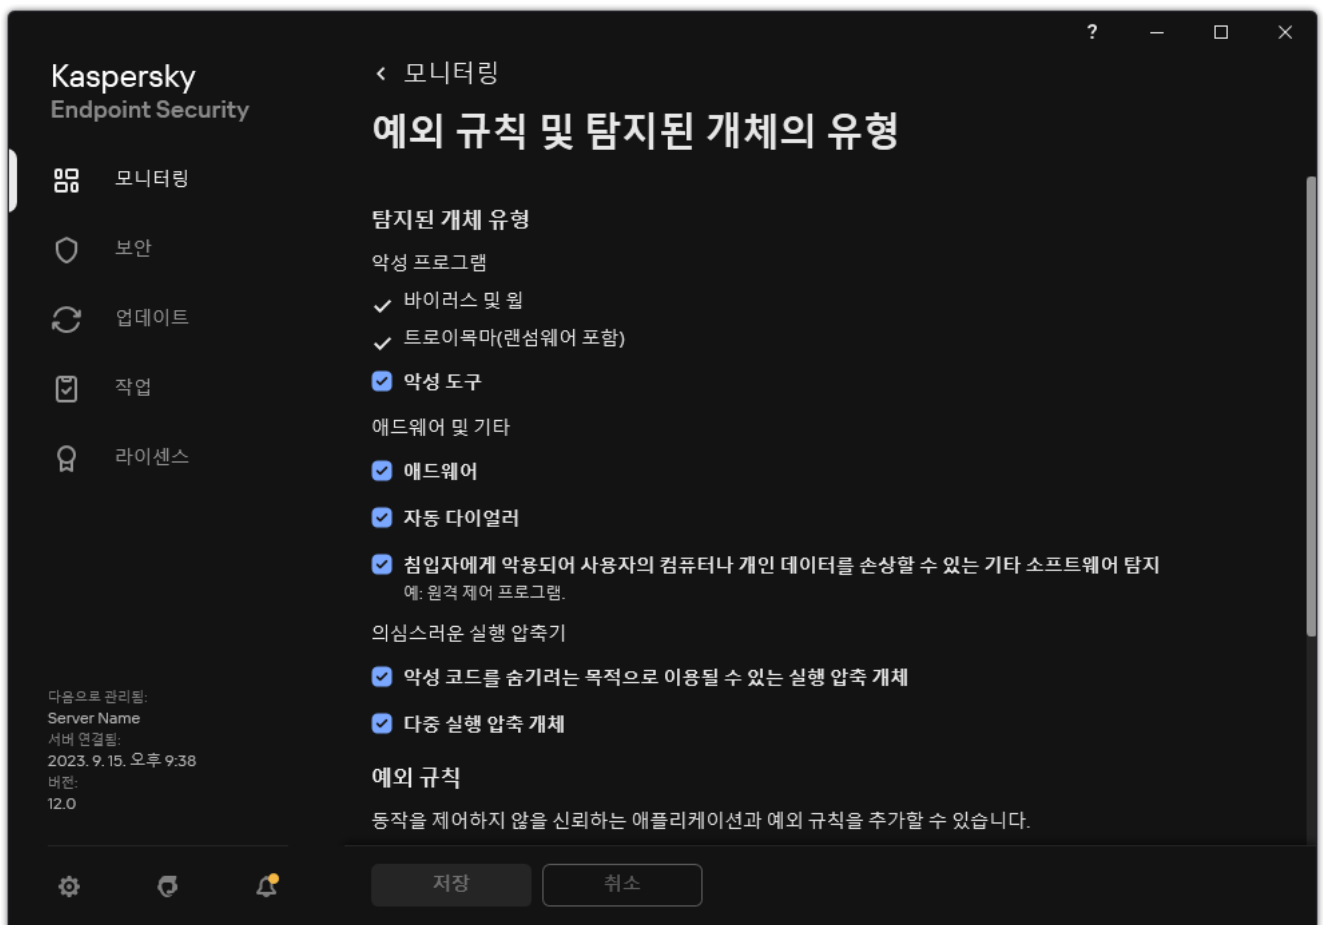 ?
Kaspersky
Endpoint Security
모니터링
보안
업데이트
작업
라이센스
다음으로 관리됨:
Server Name
서버 연결됨:
2023. 9. 15. 오후 9:38
버전:
12.0
모니터링
예외 규칙 및 탐지된 개체의 유형
탐지된 개체 유형
악성 프로그램
바이러스 및 웜
트로이목마(랜섬웨어 포함)
악성 도구
애드웨어 및 기타
애드웨어
자동 다이얼러
침입자에게 악용되어 사용자의 컴퓨터나 개인 데이터를 손상할 수 있는 기타 소프트웨어 탐지
예: 원격 제어 프로그램.
의심스러운 실행 압축기
악성 코드를 숨기려는 목적으로 이용될 수 있는 실행 압축 개체
다중 실행 압축 개체
예외 규칙
동작을 제어하지 않을 신뢰하는 애플리케이션과 예외 규칙을 추가할 수 있습니다.
저장
취소